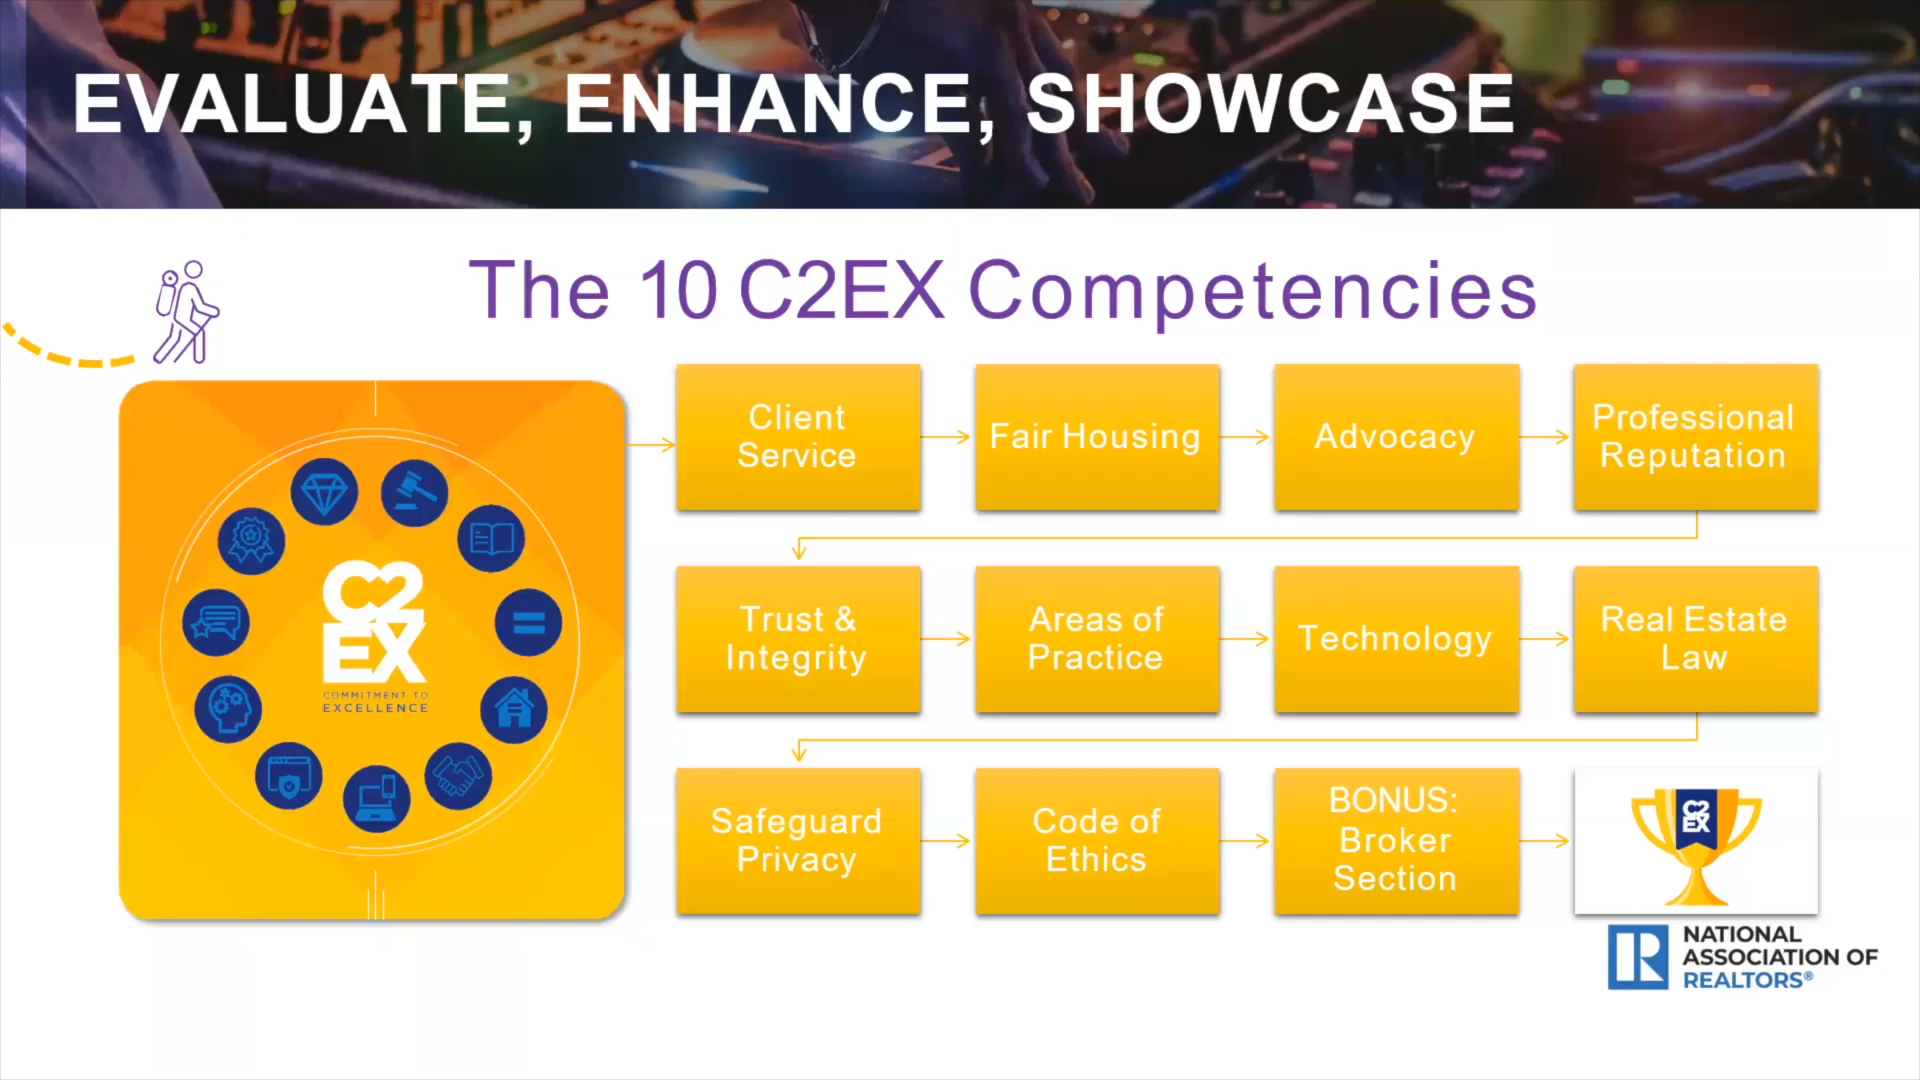 EVALUATE, ENHANCE, SHOWCASE
The 10 C2EX Competencies
C2
EX
COMMITMENT TO
EXCELLENCE
Client
Service
Fair Housing
Advocacy
Professional
Reputation
Trust &
Integrity
Areas of
Practice
Technology
Real Estate
Law
Safeguard
Privacy
Code of
Ethics
BONUS:
Broker
Section
C2
EX
R
NATIONAL
ASSOCIATION OF
REALTORS®